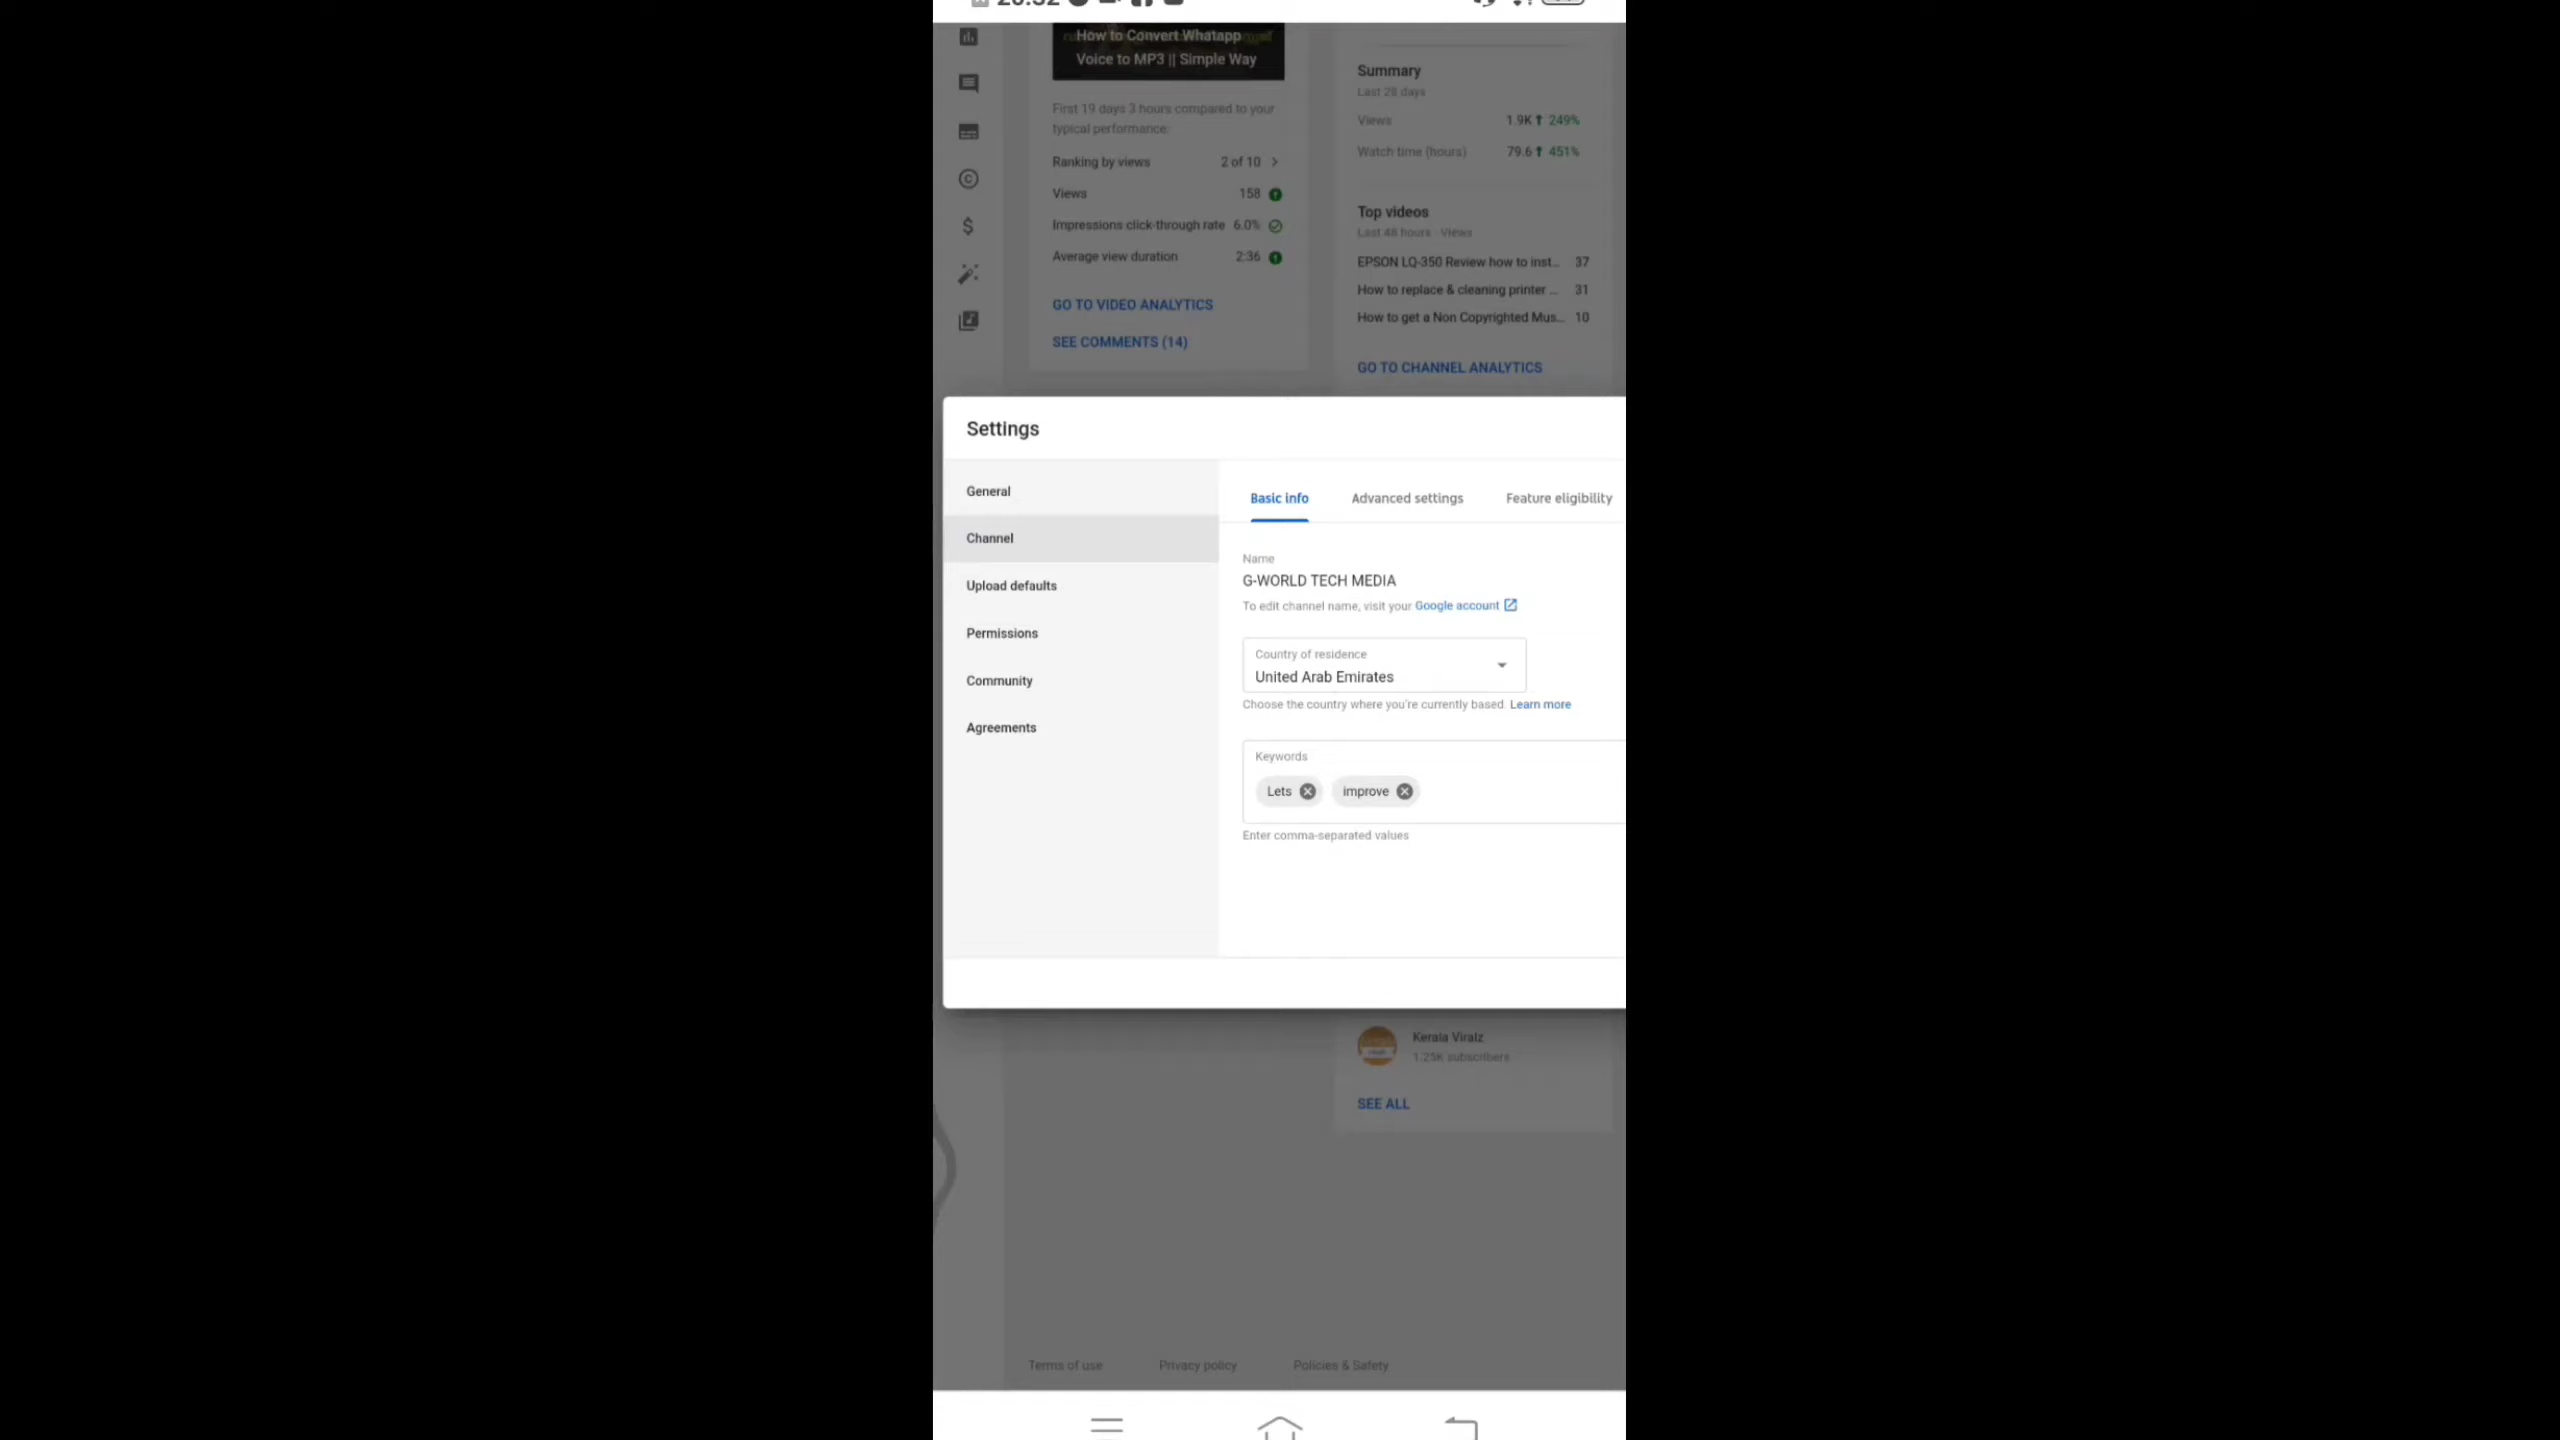 How to Convert Whatapp
Voice to MP3 || Simple Way
First 19 days 3 hours compared to your
typical performance:
Ranking by views 2 of 10
Views 158
Impressions click-through rate 6.0%
Average view duration 2:36
GO TO VIDEO ANALYTICS
SEE COMMENTS (14)
Summary
Last 28 days
Views 1.9K 249%
Watch time (hours) 79.6 451%
Top videos
Last 48 hours · Views
EPSON LQ-350 Review how to inst... 37
How to replace & cleaning printer ... 31
How to get a Non Copyrighted Mus... 10
GO TO CHANNEL ANALYTICS
Settings
General
Channel
Upload defaults
Permissions
Community
Agreements
Basic info Advanced settings Feature eligibility
Name
G-WORLD TECH MEDIA
To edit channel name, visit your Google account
Country of residence
United Arab Emirates
Choose the country where you're currently based. Learn more
Keywords
Lets improve
Enter comma-separated values
Kerala Viralz
1.25K subscribers
SEE ALL
Terms of use Privacy policy Policies & Safety